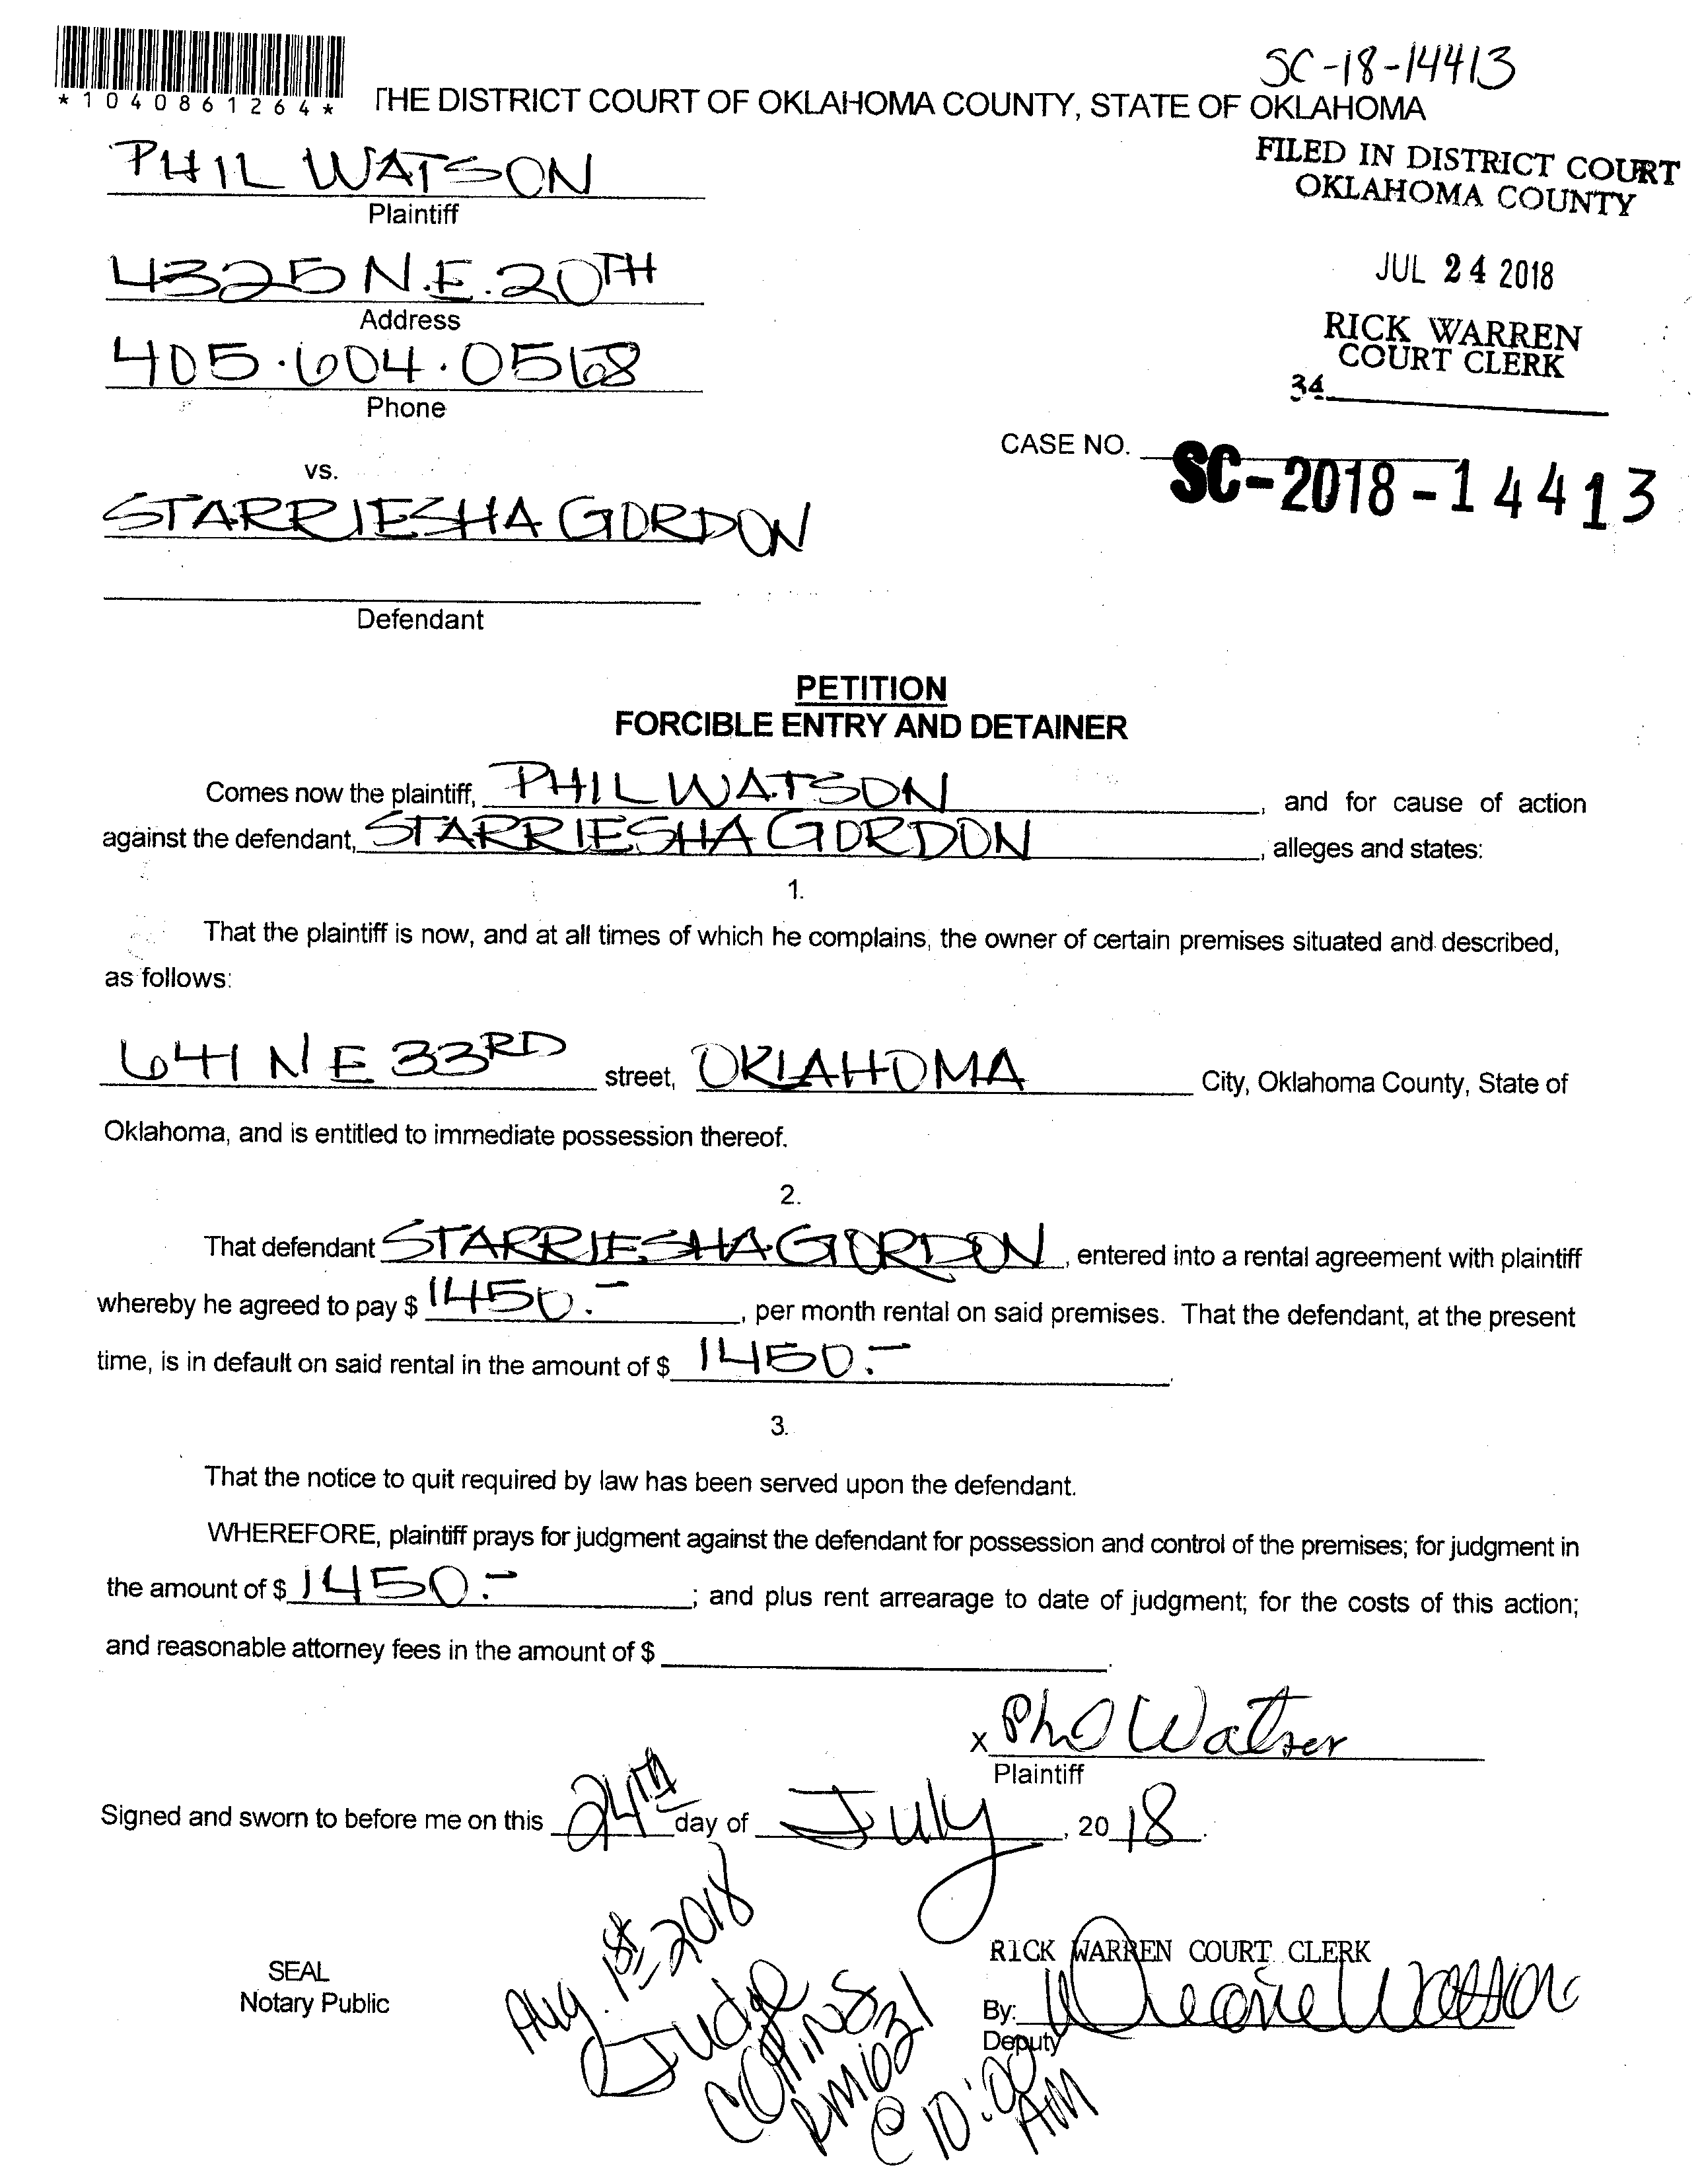 SC-18-14413
*1040861264*
THE DISTRICT COURT OF OKLAHOMA COUNTY, STATE OF OKLAHOMA
PHIL WATSON
Plaintiff
FILED IN DISTRICT COURT
OKLAHOMA COUNTY
4325 N.E. 20TH
Address
JUL 24 2018
405.604.0568
Phone
RICK WARREN
COURT CLERK
34
CASE NO. SC-2018-14413
vs.
STARRIESHA GORDON
Defendant
PETITION
FORCIBLE ENTRY AND DETAINER
Comes now the plaintiff, PHIL WATSON, and for cause of action
against the defendant, STARRIESHA GORDON, alleges and states:
1.
That the plaintiff is now, and at all times of which he complains, the owner of certain premises situated and described,
as follows:
641 NE 33RD street, OKLAHOMA City, Oklahoma County, State of
Oklahoma, and is entitled to immediate possession thereof.
2.
That defendant STARRIESHA GORDON, entered into a rental agreement with plaintiff
whereby he agreed to pay $ 1450.-, per month rental on said premises. That the defendant, at the present
time, is in default on said rental in the amount of $ 1450.-.
3.
That the notice to quit required by law has been served upon the defendant.
WHEREFORE, plaintiff prays for judgment against the defendant for possession and control of the premises; for judgment in
the amount of $ 1450.-; and plus rent arrearage to date of judgment; for the costs of this action;
and reasonable attorney fees in the amount of $
x Phil Watson
Plaintiff
Signed and sworn to before me on this 24th day of July, 2018.
SEAL
Notary Public
Aug. 1st 2018
Judge
Collins
RM 1031
@ 10:00
AM
RICK WARREN COURT CLERK
By:
Deputy